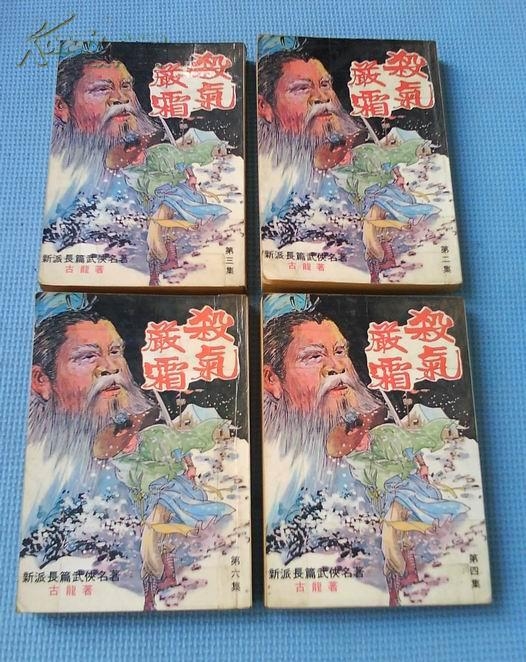 殺氣
嚴霜
新派長篇武俠名著
古龍著
第三集
殺氣
嚴霜
新派長篇武俠名著
古龍著
第二集
殺氣
嚴霜
新派長篇武俠名著
古龍著
第六集
殺氣
嚴霜
新派長篇武俠名著
古龍著
第四集